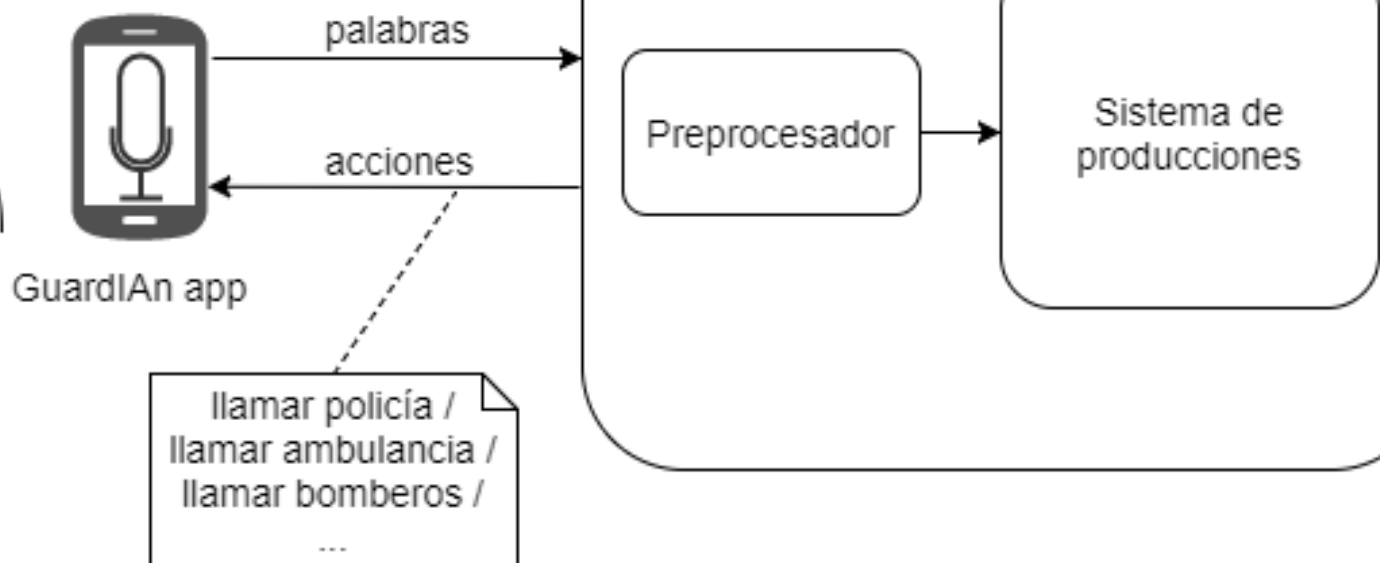 palabras
Preprocesador
Sistema de
producciones
acciones
GuardIAn app
llamar policía /
llamar ambulancia /
llamar bomberos /
...